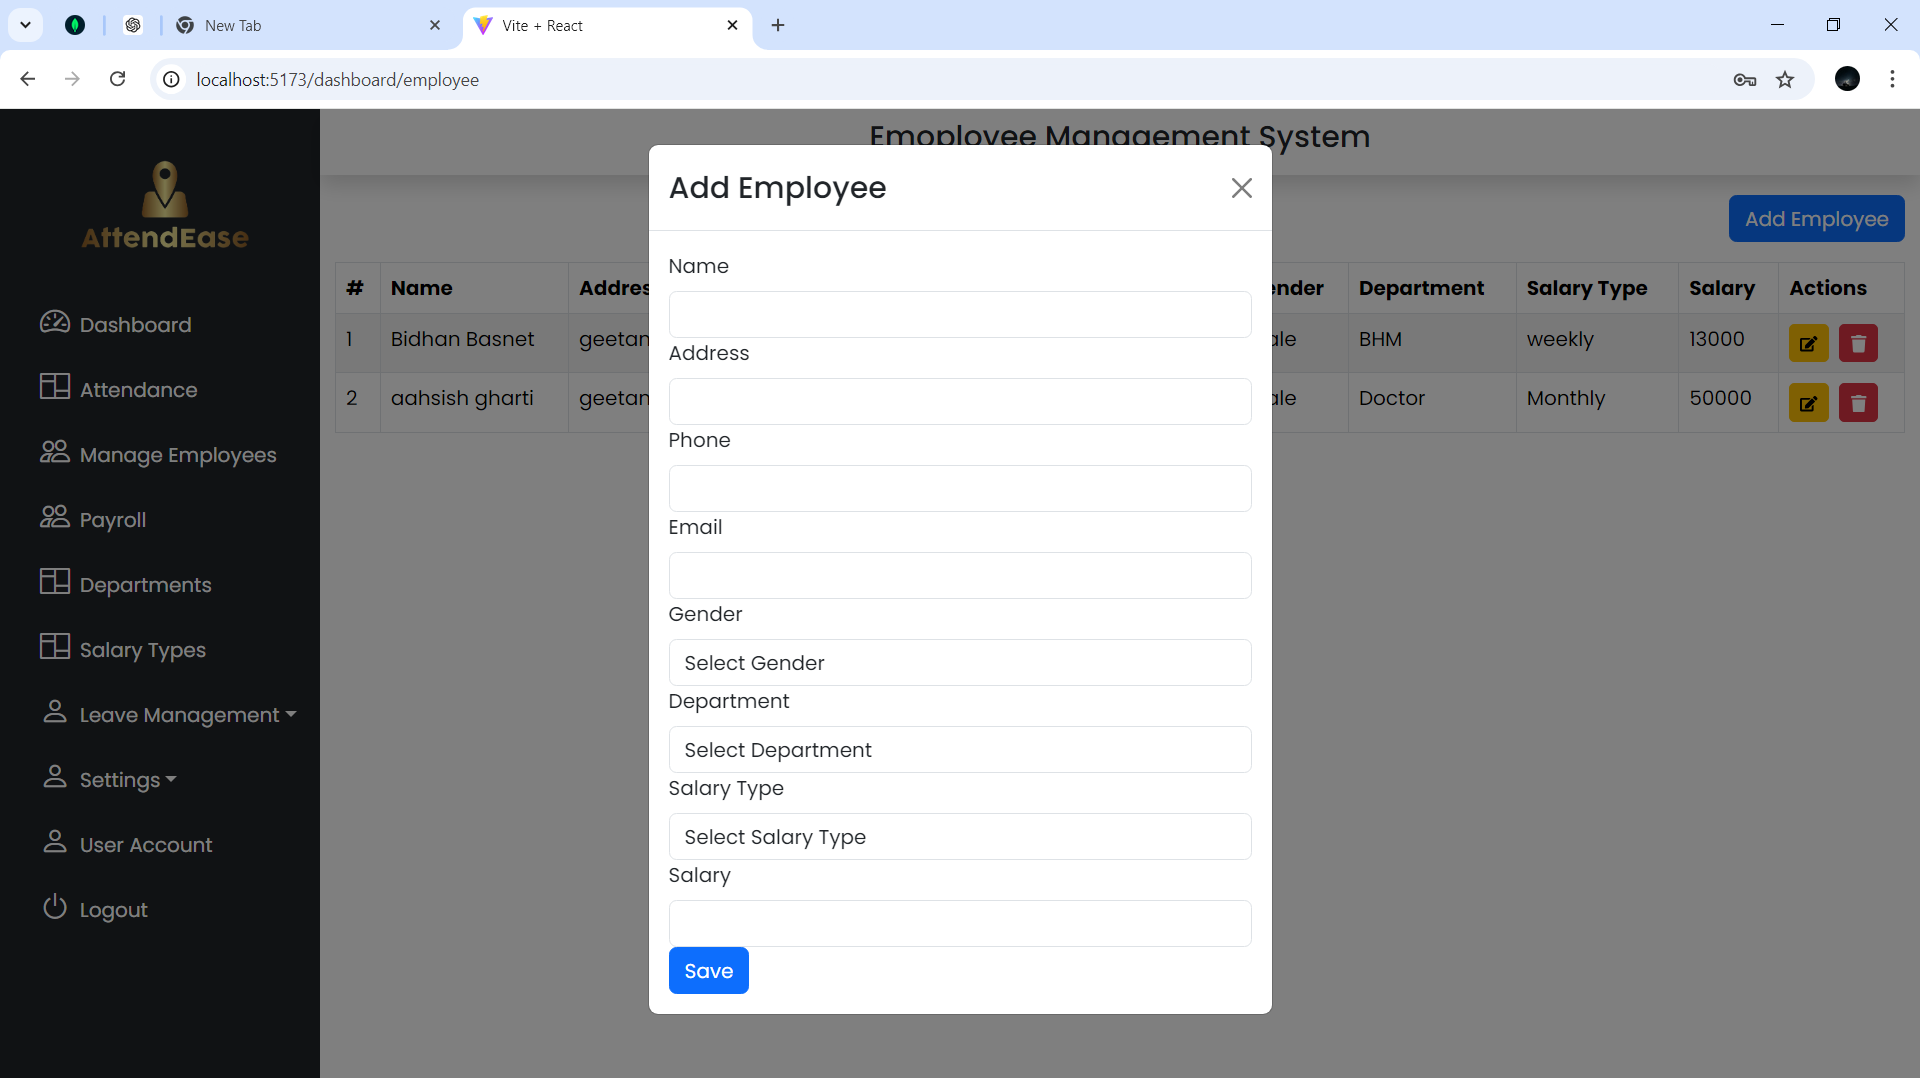 New Tab
Vite + React
localhost:5173/dashboard/employee
Emoployee Management System
AttendEase
Dashboard
Attendance
Manage Employees
Payroll
Departments
Salary Types
Leave Management
Settings
User Account
Logout
Add Employee
# Name Addres ender Department Salary Type Salary Actions
1 Bidhan Basnet geetan ale BHM weekly 13000
2 aahsish gharti geetan ale Doctor Monthly 50000
Add Employee
Name
Address
Phone
Email
Gender
Select Gender
Department
Select Department
Salary Type
Select Salary Type
Salary
Save